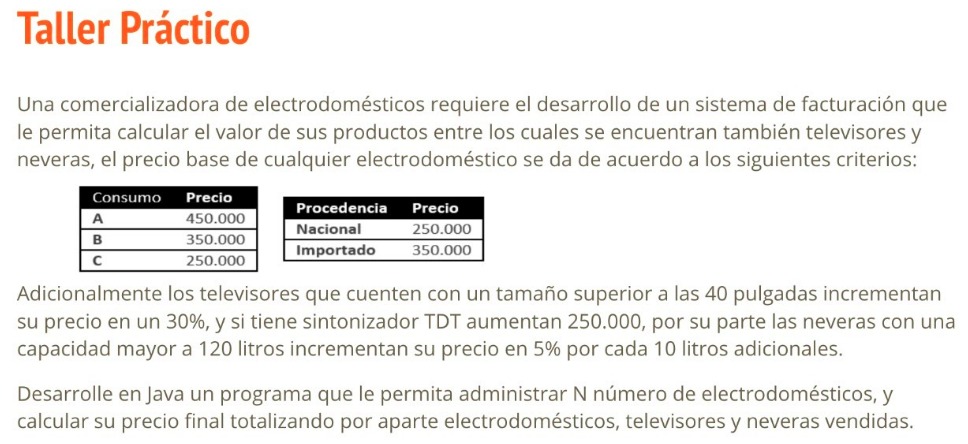 Taller Práctico
Una comercializadora de electrodomésticos requiere el desarrollo de un sistema de facturación que
le permita calcular el valor de sus productos entre los cuales se encuentran también televisores y
neveras, el precio base de cualquier electrodoméstico se da de acuerdo a los siguientes criterios:
Consumo Precio
A 450.000
B 350.000
C 250.000
Procedencia Precio
Nacional 250.000
Importado 350.000
Adicionalmente los televisores que cuenten con un tamaño superior a las 40 pulgadas incrementan
su precio en un 30%, y si tiene sintonizador TDT aumentan 250.000, por su parte las neveras con una
capacidad mayor a 120 litros incrementan su precio en 5% por cada 10 litros adicionales.
Desarrolle en Java un programa que le permita administrar N número de electrodomésticos, y
calcular su precio final totalizando por aparte electrodomésticos, televisores y neveras vendidas.